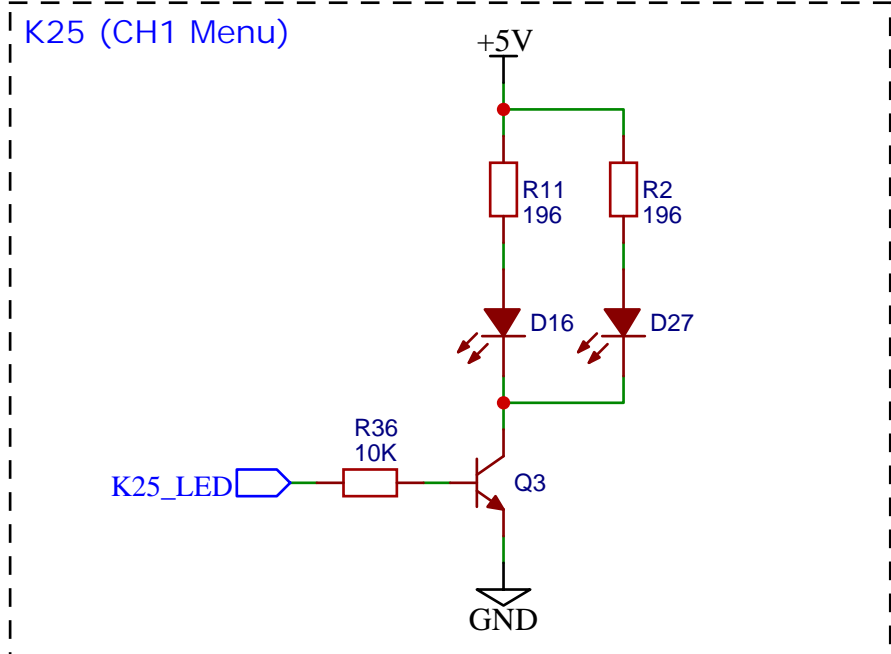 K25 (CH1 Menu)
+5V
R11
196
R2
196
D16
D27
R36
10K
K25_LED
Q3
GND